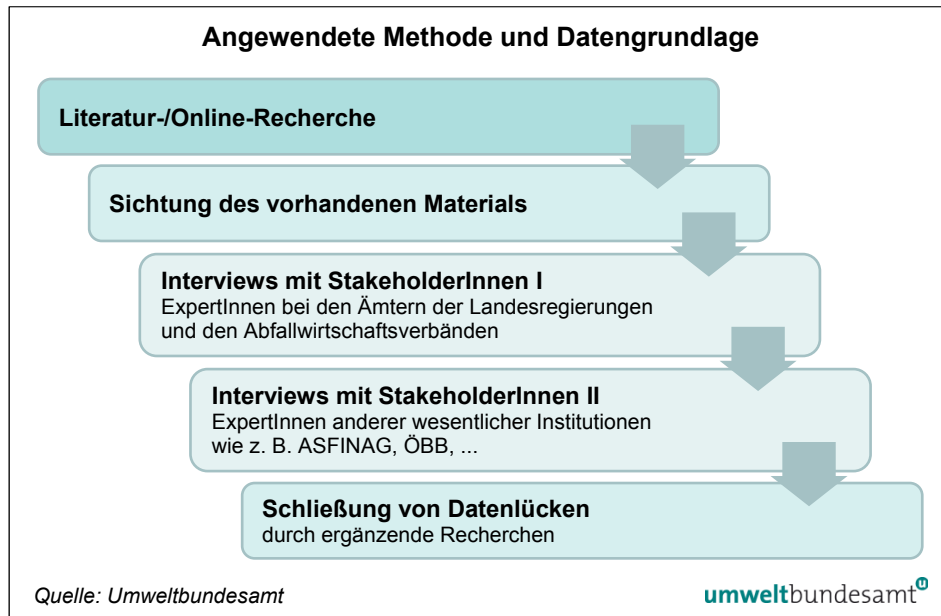 Angewendete Methode und Datengrundlage
Literatur-/Online-Recherche
Sichtung des vorhandenen Materials
Interviews mit StakeholderInnen I
ExpertInnen bei den Ämtern der Landesregierungen
und den Abfallwirtschaftsverbänden
Interviews mit StakeholderInnen II
ExpertInnen anderer wesentlicher Institutionen
wie z. B. ASFINAG, ÖBB, ...
Schließung von Datenlücken
durch ergänzende Recherchen
Quelle: Umweltbundesamt
umweltbundesamt u